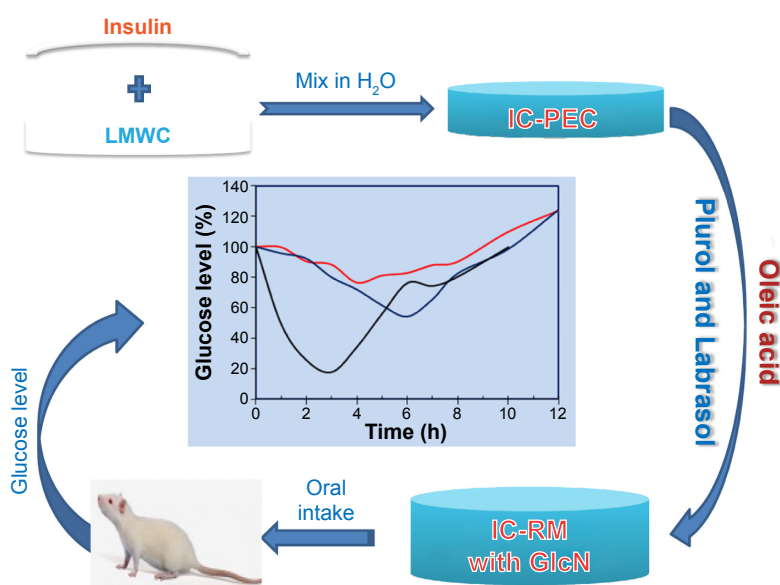 Insulin
LMWC
Mix in H₂O
IC-PEC
Oleic acid
Plurol and Labrasol
140
120
100
80
60
40
20
0
Glucose level (%)
0 2 4 6 8 10 12
Time (h)
Glucose level
Oral
intake
IC-RM
with GlcN